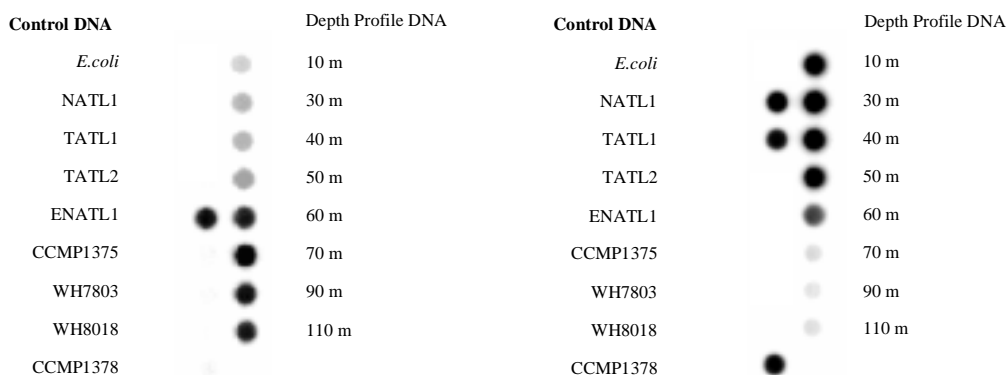 Control DNA Depth Profile DNA
E.coli 10 m
NATL1 30 m
TATL1 40 m
TATL2 50 m
ENATL1 60 m
CCMP1375 70 m
WH7803 90 m
WH8018 110 m
CCMP1378
Control DNA Depth Profile DNA
E.coli 10 m
NATL1 30 m
TATL1 40 m
TATL2 50 m
ENATL1 60 m
CCMP1375 70 m
WH7803 90 m
WH8018 110 m
CCMP1378